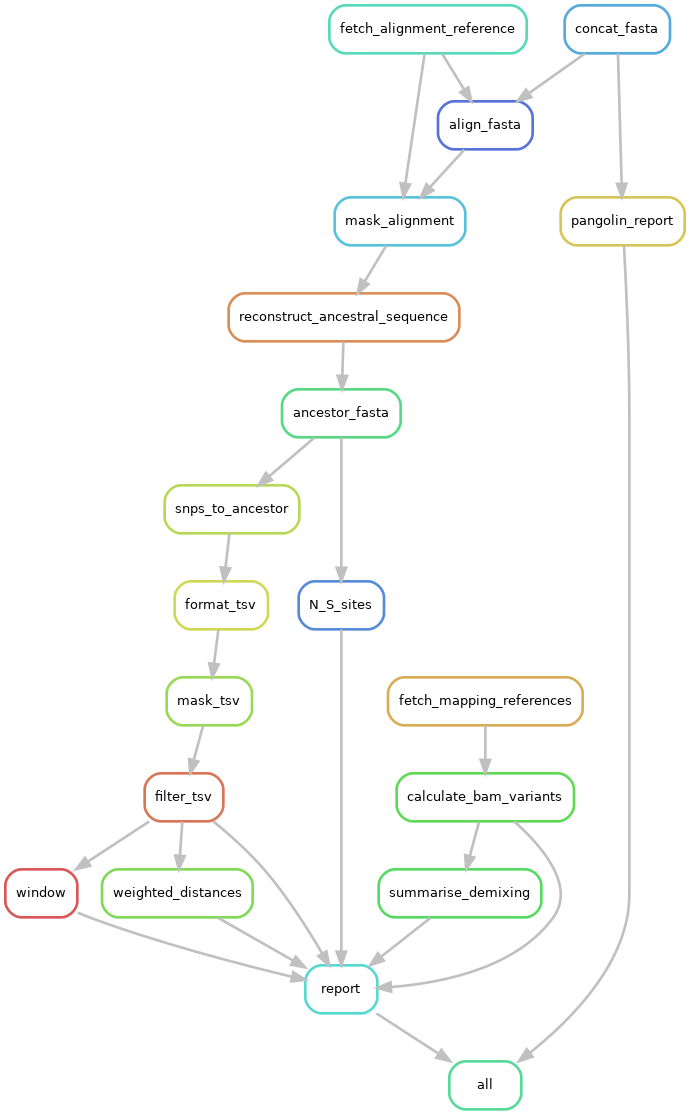 fetch_alignment_reference
concat_fasta
align_fasta
mask_alignment
pangolin_report
reconstruct_ancestral_sequence
ancestor_fasta
snps_to_ancestor
format_tsv
N_S_sites
mask_tsv
fetch_mapping_references
filter_tsv
calculate_bam_variants
window
weighted_distances
summarise_demixing
report
all